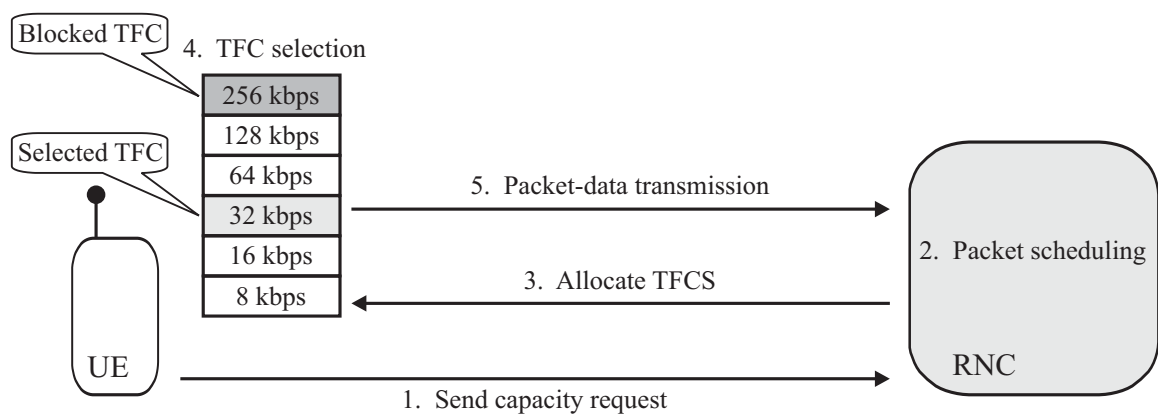 Blocked TFC
4. TFC selection
256 kbps
128 kbps
Selected TFC
64 kbps
5. Packet-data transmission
32 kbps
16 kbps
2. Packet scheduling
3. Allocate TFCS
8 kbps
UE
RNC
1. Send capacity request